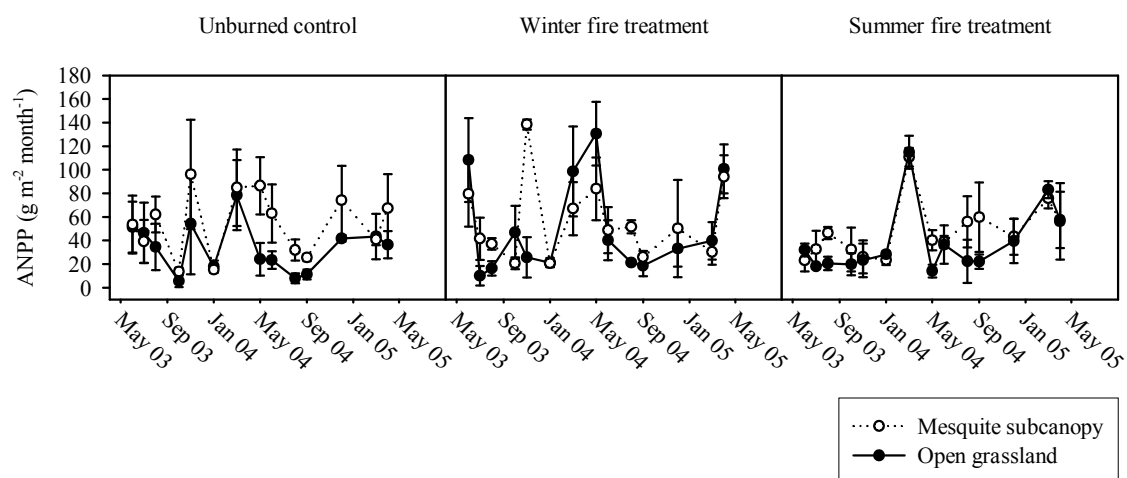 Unburned control
Winter fire treatment
Summer fire treatment
ANPP (g m⁻² month⁻¹)
180
160
140
120
100
80
60
40
20
0
May 03
Sep 03
Jan 04
May 04
Sep 04
Jan 05
May 05
May 03
Sep 03
Jan 04
May 04
Sep 04
Jan 05
May 05
May 03
Sep 03
Jan 04
May 04
Sep 04
Jan 05
May 05
Mesquite subcanopy
Open grassland